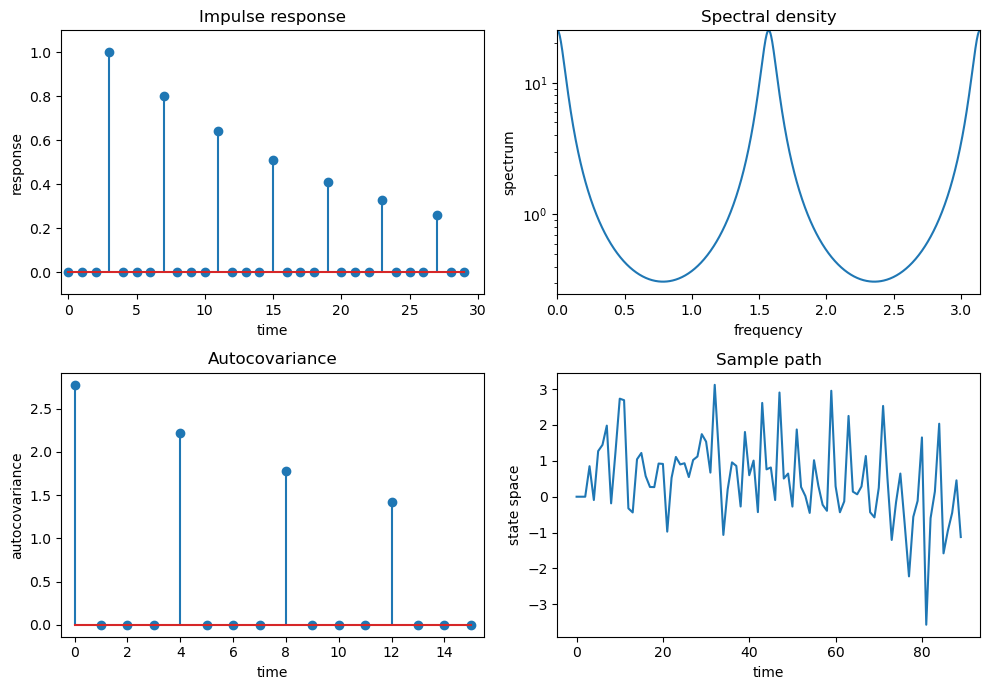 Impulse response
1.0
0.8
0.6
0.4
0.2
0.0
response
0 5 10 15 20 25 30
time
Spectral density
10^1
10^0
spectrum
0.0 0.5 1.0 1.5 2.0 2.5 3.0
frequency
Autocovariance
2.5
2.0
1.5
1.0
0.5
0.0
autocovariance
0 2 4 6 8 10 12 14
time
Sample path
3
2
1
0
−1
−2
−3
state space
0 20 40 60 80
time